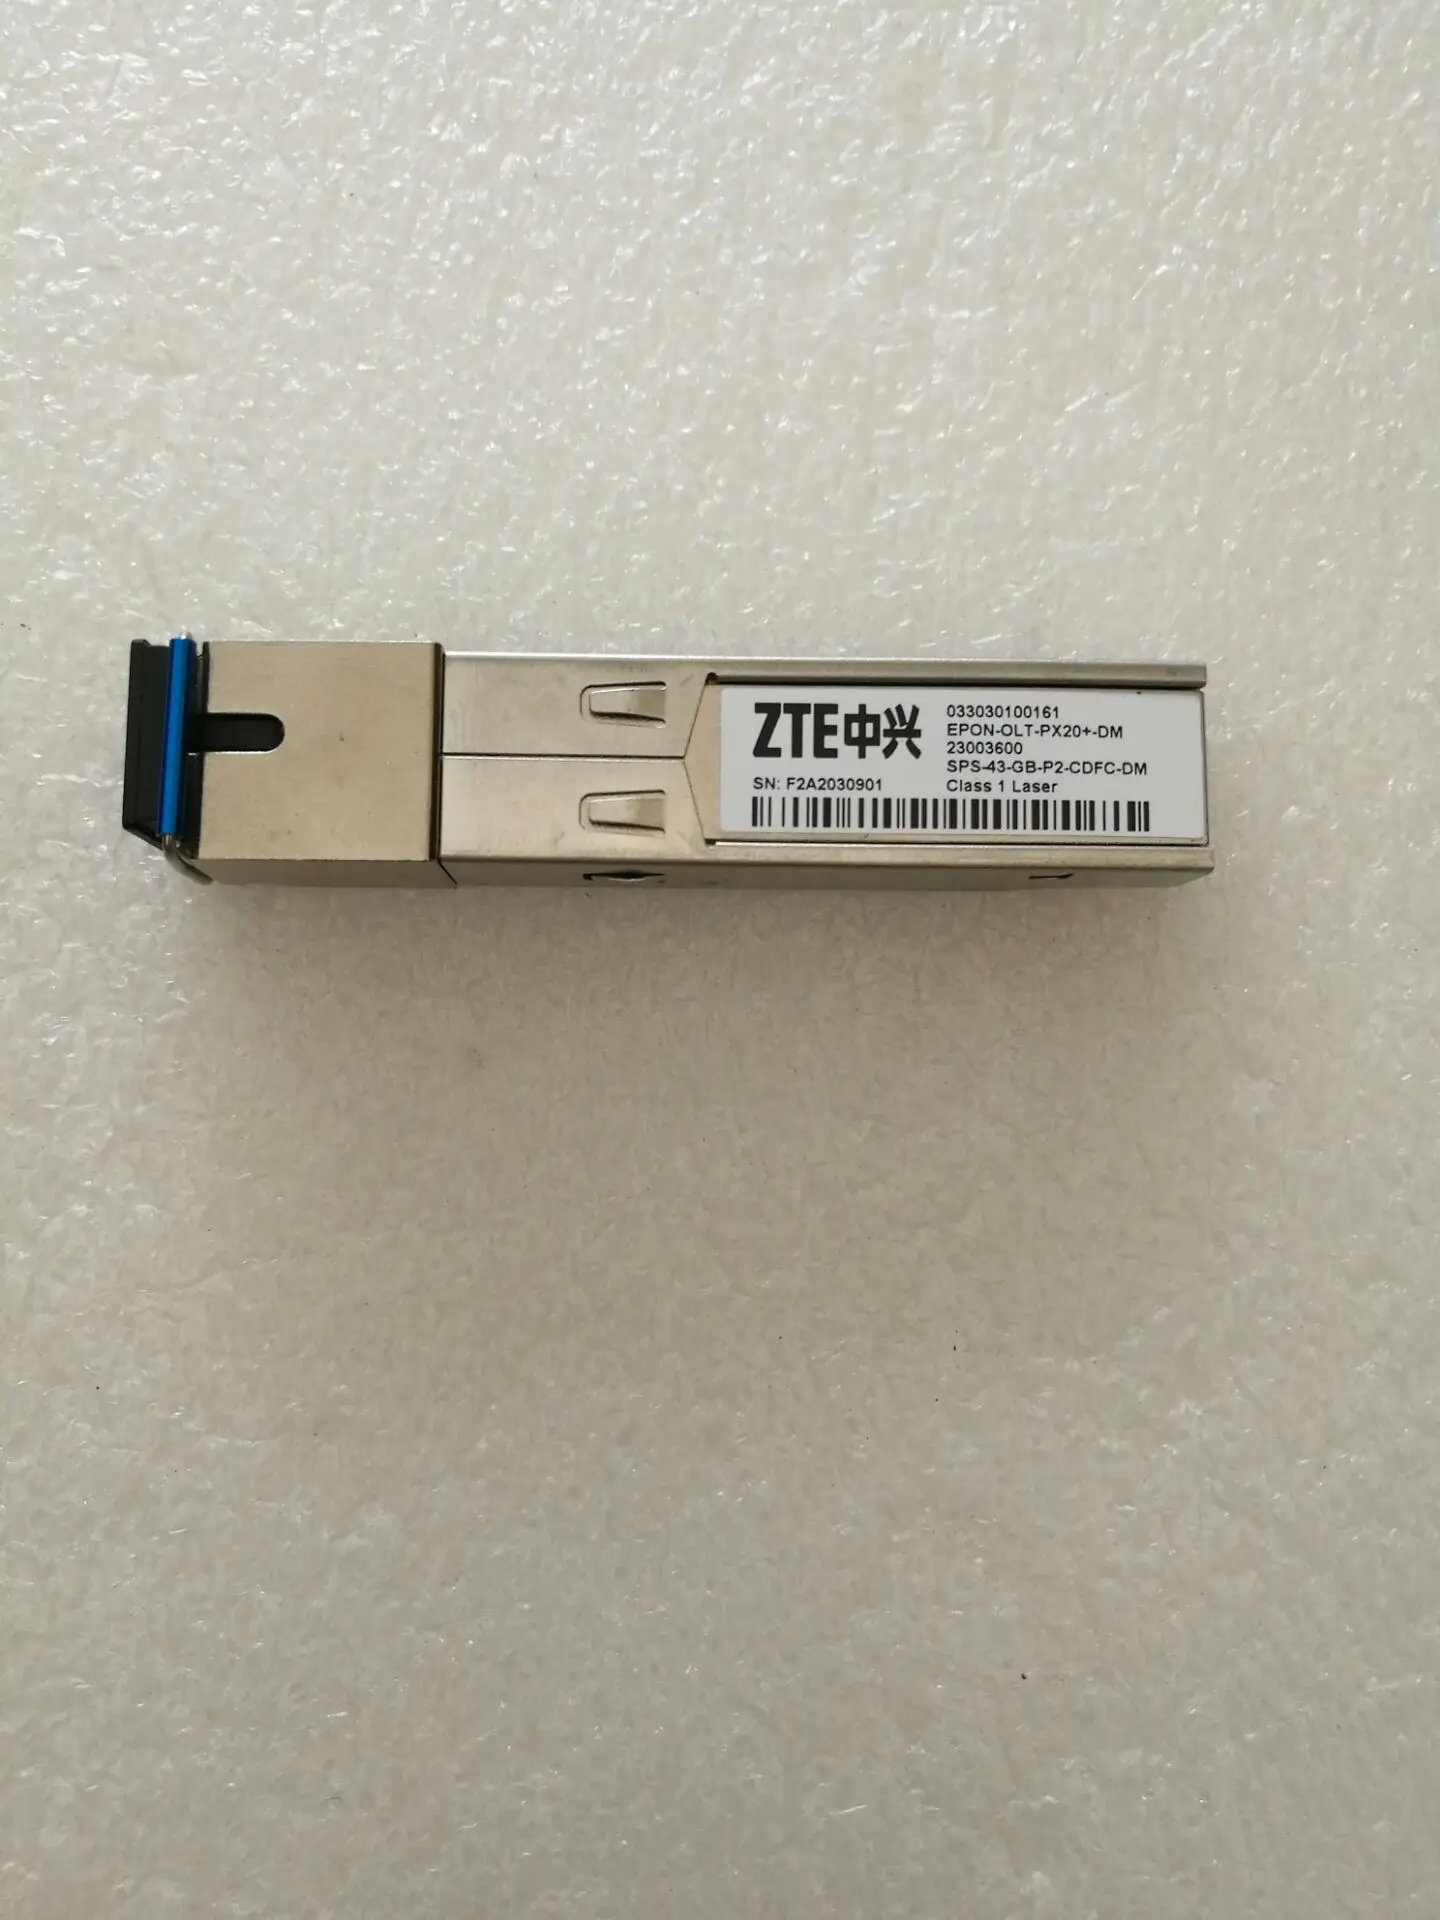 ZTE中兴
033030100161
EPON-OLT-PX20+-DM
23003600
SPS-43-GB-P2-CDFC-DM
SN: F2A2030901
Class 1 Laser